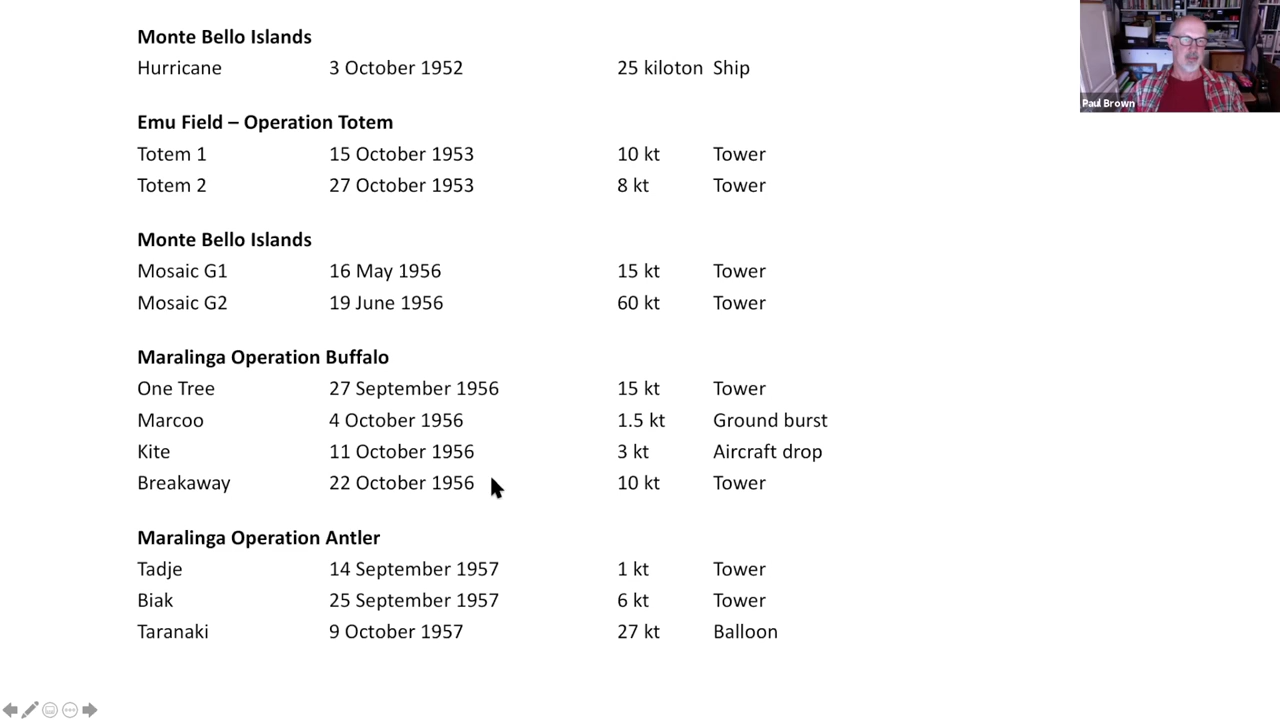 Monte Bello Islands
Hurricane 3 October 1952 25 kiloton Ship
Emu Field – Operation Totem
Totem 1 15 October 1953 10 kt Tower
Totem 2 27 October 1953 8 kt Tower
Monte Bello Islands
Mosaic G1 16 May 1956 15 kt Tower
Mosaic G2 19 June 1956 60 kt Tower
Maralinga Operation Buffalo
One Tree 27 September 1956 15 kt Tower
Marcoo 4 October 1956 1.5 kt Ground burst
Kite 11 October 1956 3 kt Aircraft drop
Breakaway 22 October 1956 10 kt Tower
Maralinga Operation Antler
Tadje 14 September 1957 1 kt Tower
Biak 25 September 1957 6 kt Tower
Taranaki 9 October 1957 27 kt Balloon
Paul Brown